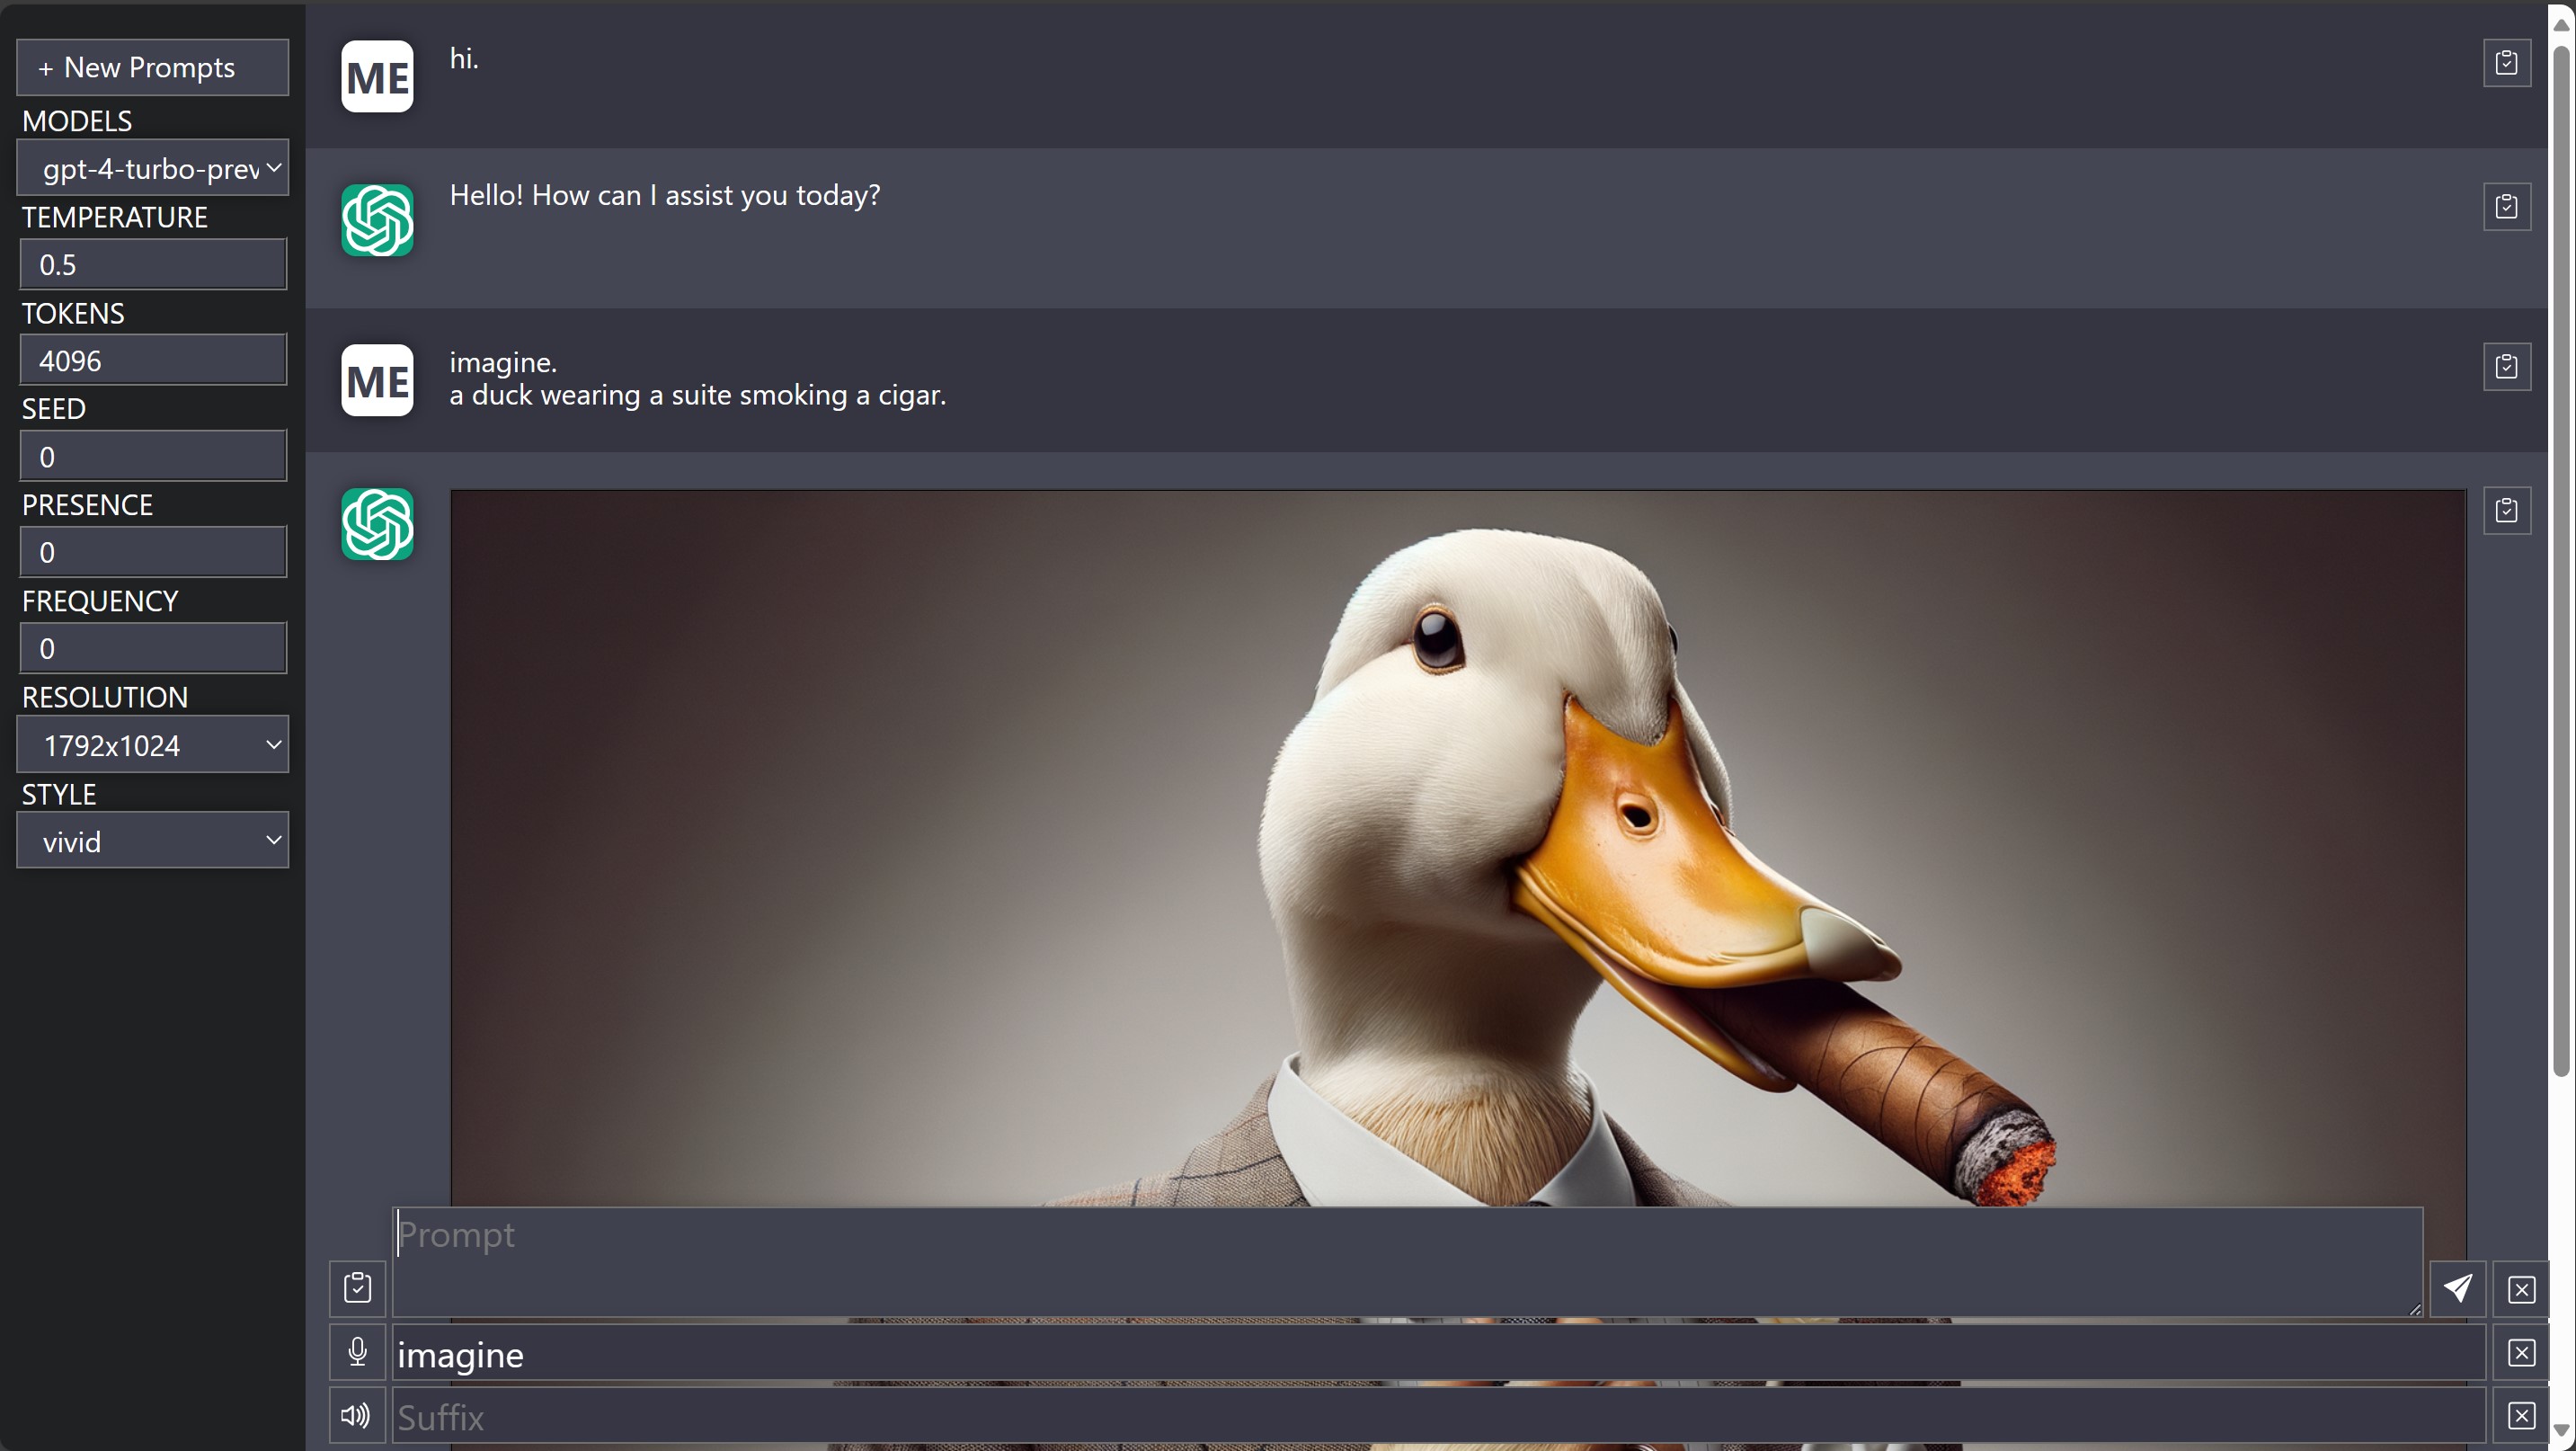 + New Prompts
MODELS
gpt-4-turbo-prev
TEMPERATURE
0.5
TOKENS
4096
SEED
0
PRESENCE
0
FREQUENCY
0
RESOLUTION
1792x1024
STYLE
vivid
ME
hi.
Hello! How can I assist you today?
ME
imagine.
a duck wearing a suite smoking a cigar.
Prompt
imagine
Suffix